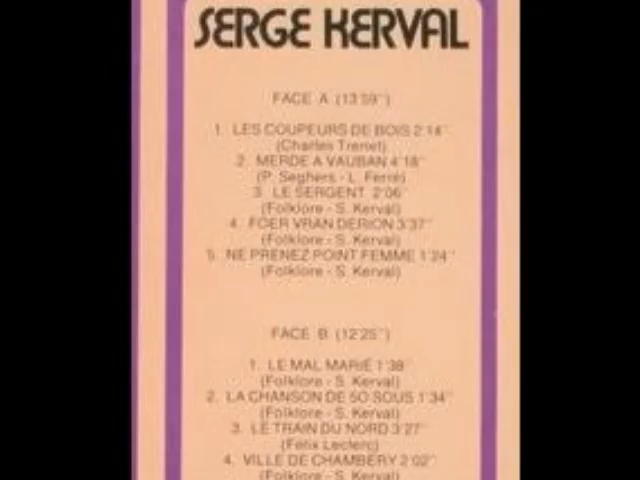 SERGE KERVAL
FACE A (13'59")
1. LES COUPEURS DE BOIS 2'14"
(Charles Trenet)
2. MERDE A VAUBAN 4'18"
(P. Seghers - L. Ferré)
3. LE SERGENT 2'06"
(Folklore - S. Kerval)
4. FOER VRAN DERION 3'37"
(Folklore - S. Kerval)
5. NE PRENEZ POINT FEMME 1'24"
(Folklore - S. Kerval)
FACE B (12'25")
1. LE MAL MARIÉ 1'38"
(Folklore - S. Kerval)
2. LA CHANSON DE 50 SOUS 1'34"
(Folklore - S. Kerval)
3. LE TRAIN DU NORD 3'27"
(Félix Leclerc)
4. VILLE DE CHAMBERY 2'02"
(Folklore - S. Kerval